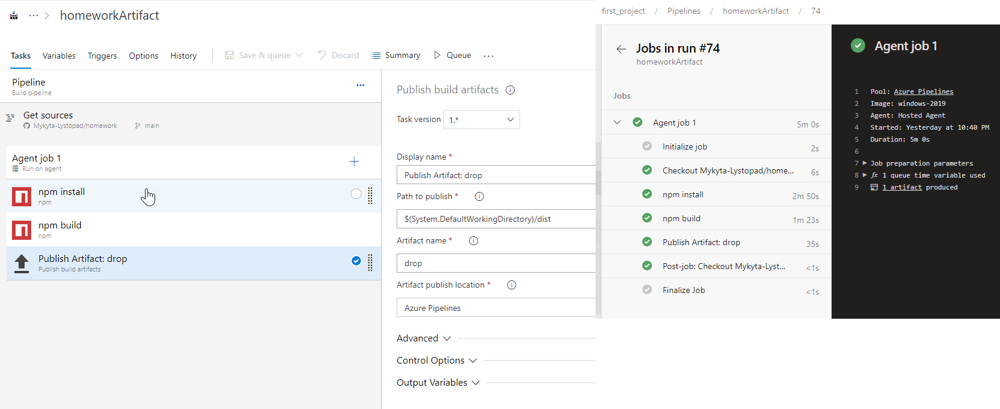 homeworkArtifact
Tasks Variables Triggers Options History Save & queue Discard Summary Queue ...
Pipeline
Build pipeline
Get sources
Mykyta-Lystopad/homework main
Agent job 1
Run on agent
npm install
npm
npm build
npm
Publish Artifact: drop
Publish build artifacts
Publish build artifacts
Task version 1.*
Display name *
Publish Artifact: drop
Path to publish *
$(System.DefaultWorkingDirectory)/dist
Artifact name *
drop
Artifact publish location *
Azure Pipelines
Advanced
Control Options
Output Variables
first_project / Pipelines / homeworkArtifact / 74
Jobs in run #74
homeworkArtifact
Jobs
Agent job 1 5m 0s
Initialize job 2s
Checkout Mykyta-Lystopad/home... 6s
npm install 2m 50s
npm build 1m 23s
Publish Artifact: drop 35s
Post-job: Checkout Mykyta-Lyst... <1s
Finalize Job <1s
Agent job 1
1 Pool: Azure Pipelines
2 Image: windows-2019
3 Agent: Hosted Agent
4 Started: Yesterday at 10:40 PM
5 Duration: 5m 0s
6
7 Job preparation parameters
8 fx 1 queue time variable used
9 1 artifact produced